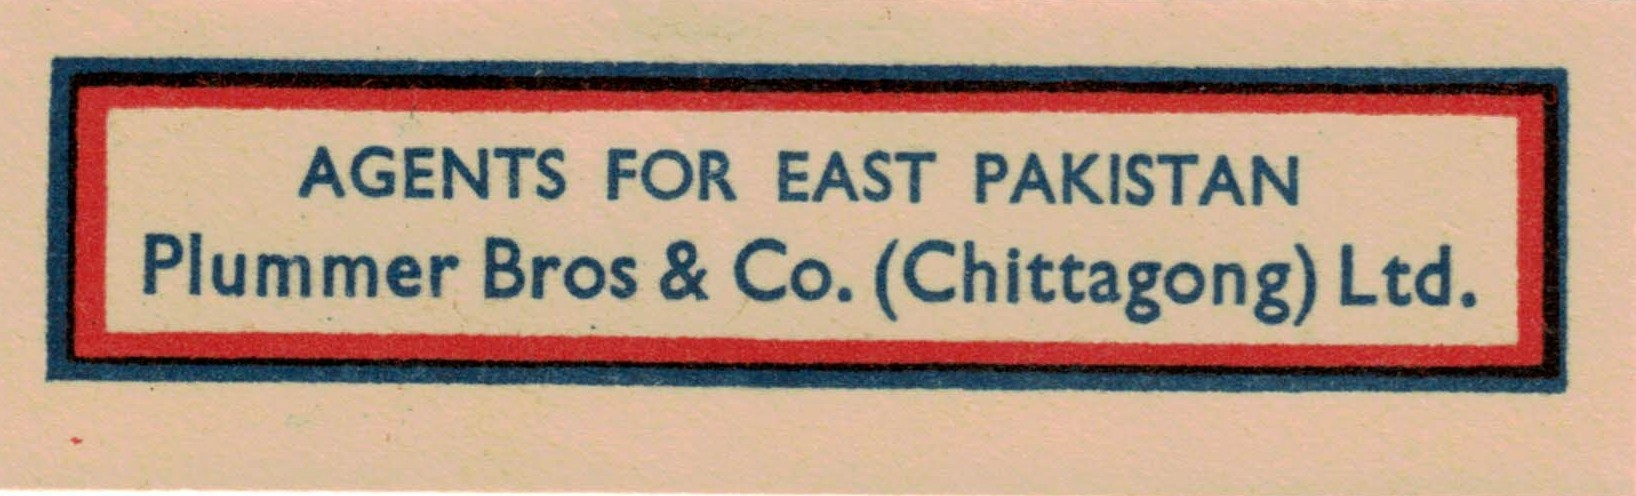 AGENTS FOR EAST PAKISTAN
Plummer Bros & Co. (Chittagong) Ltd.